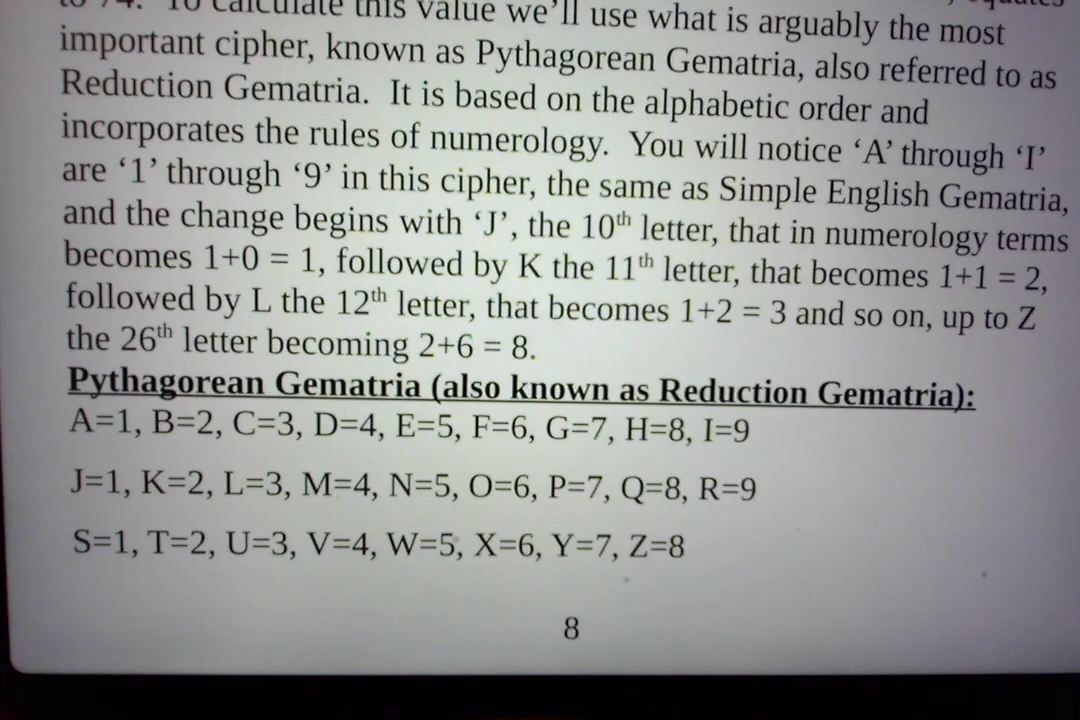 to 74. To calculate this value we'll use what is arguably the most
important cipher, known as Pythagorean Gematria, also referred to as
Reduction Gematria. It is based on the alphabetic order and
incorporates the rules of numerology. You will notice ‘A’ through ‘I’
are ‘1’ through ‘9’ in this cipher, the same as Simple English Gematria,
and the change begins with ‘J’, the 10th letter, that in numerology terms
becomes 1+0 = 1, followed by K the 11th letter, that becomes 1+1 = 2,
followed by L the 12th letter, that becomes 1+2 = 3 and so on, up to Z
the 26th letter becoming 2+6 = 8.
Pythagorean Gematria (also known as Reduction Gematria):
A=1, B=2, C=3, D=4, E=5, F=6, G=7, H=8, I=9
J=1, K=2, L=3, M=4, N=5, O=6, P=7, Q=8, R=9
S=1, T=2, U=3, V=4, W=5, X=6, Y=7, Z=8
8